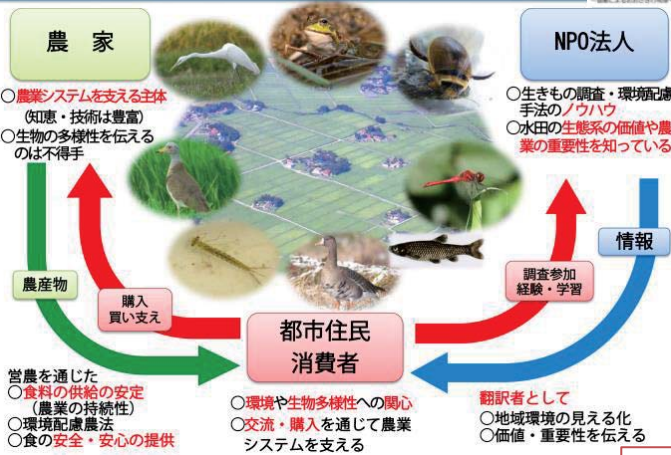 農　家
○農業システムを支える主体
(知恵・技術は豊富)
○生物の多様性を伝える
のは不得手
NPO法人
○生きもの調査・環境配慮
手法のノウハウ
○水田の生態系の価値や農
業の重要性を知っている
農産物
購入
買い支え
都市住民
消費者
調査参加
経験・学習
情報
営農を通じた
○食料の供給の安定
(農業の持続性)
○環境配慮農法
○食の安全・安心の提供
○環境や生物多様性への関心
○交流・購入を通じて農業
システムを支える
翻訳者として
○地域環境の見える化
○価値・重要性を伝える